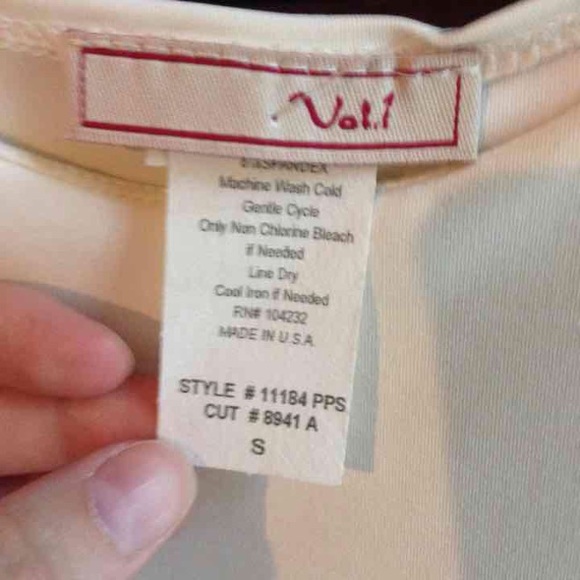 Vol.1
SPANDEX
Machine Wash Cold
Gentle Cycle
Only Non Chlorine Bleach
if Needed
Line Dry
Cool Iron if Needed
RN# 104232
MADE IN U.S.A
STYLE # 11184 PPS
CUT # 8941 A
S